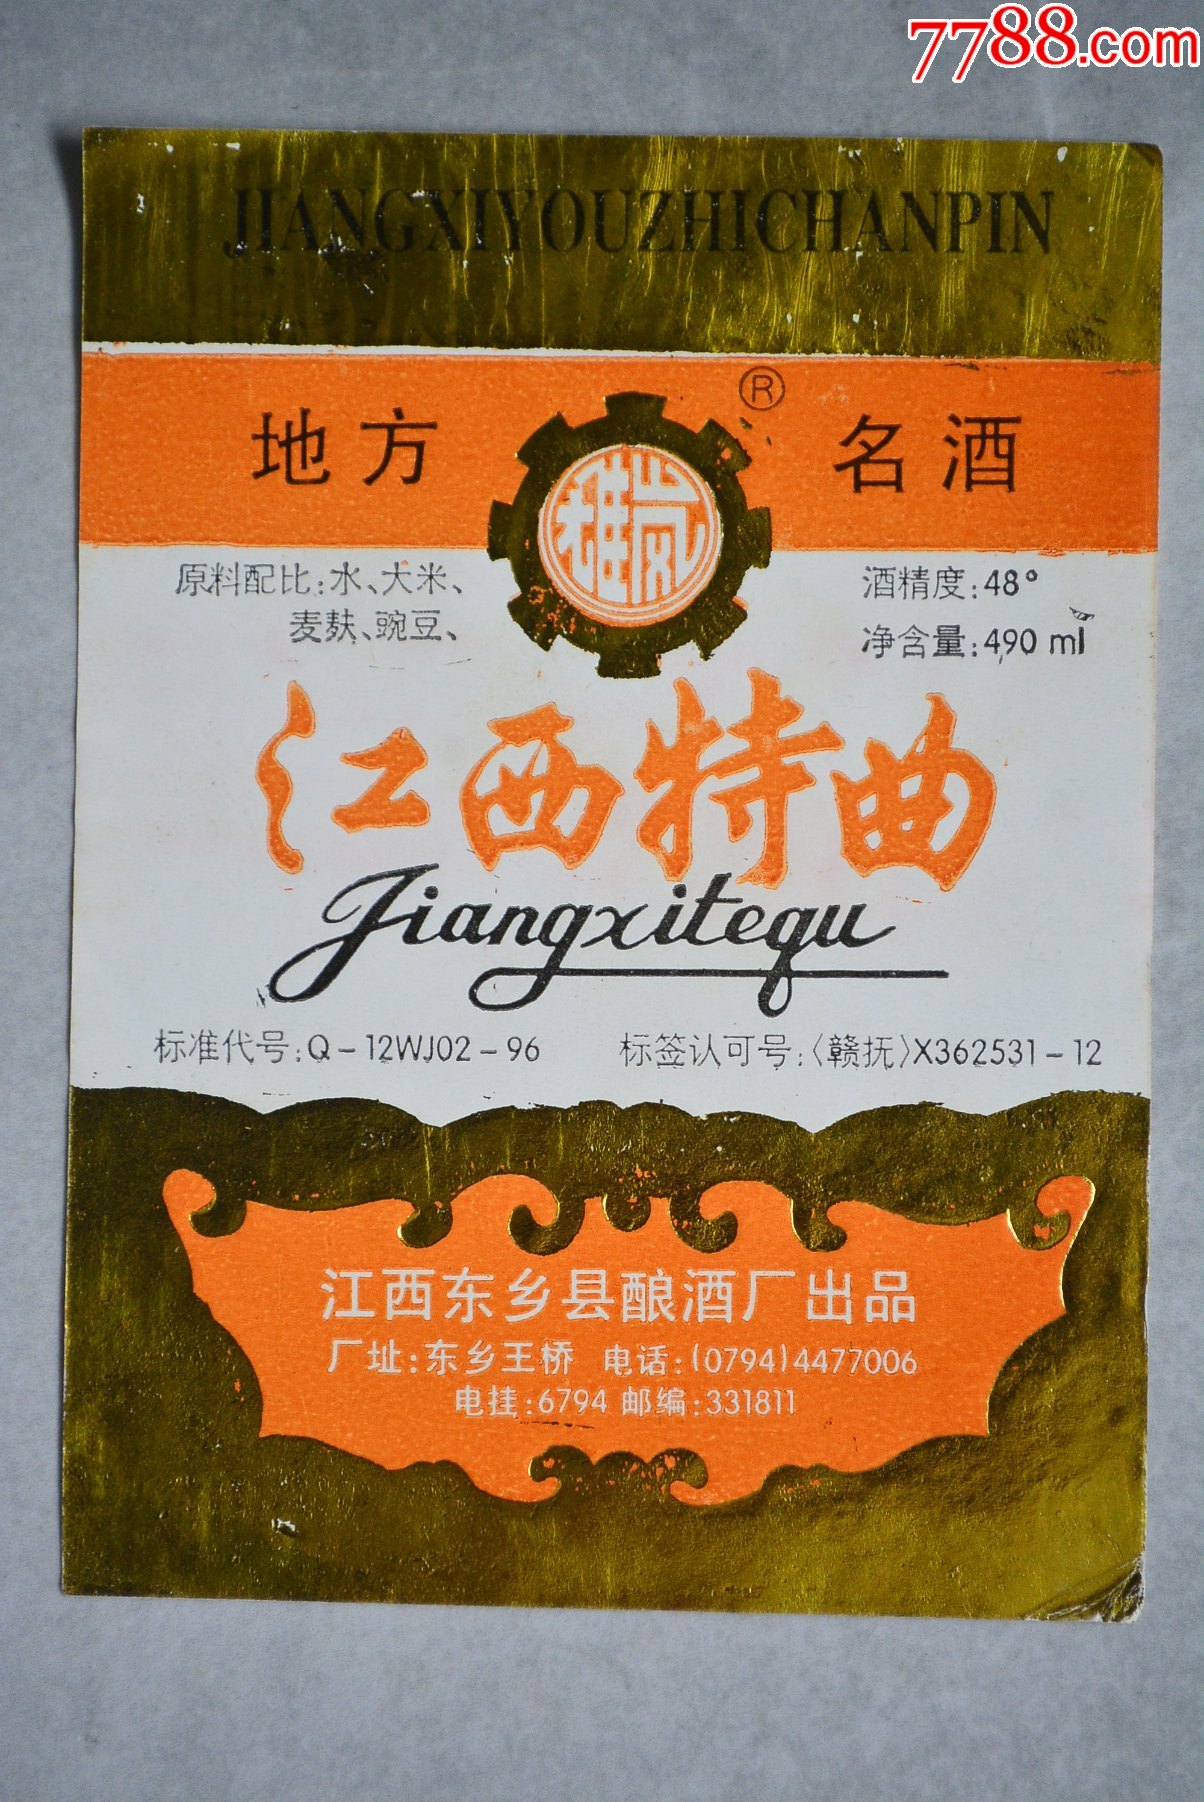 7788.com
JIANGXIYOUZHICHANPIN
地方 名酒
®
原料配比:水、大米、
麦麸、豌豆、
酒精度:48°
净含量:490 ml
江西特曲
Jiangxitequ
标准代号:Q-12WJ02-96
标签认可号:〈赣抚〉X362531-12
江西东乡县酿酒厂出品
厂址:东乡王桥 电话:(0794)4477006
电挂:6794 邮编:331811